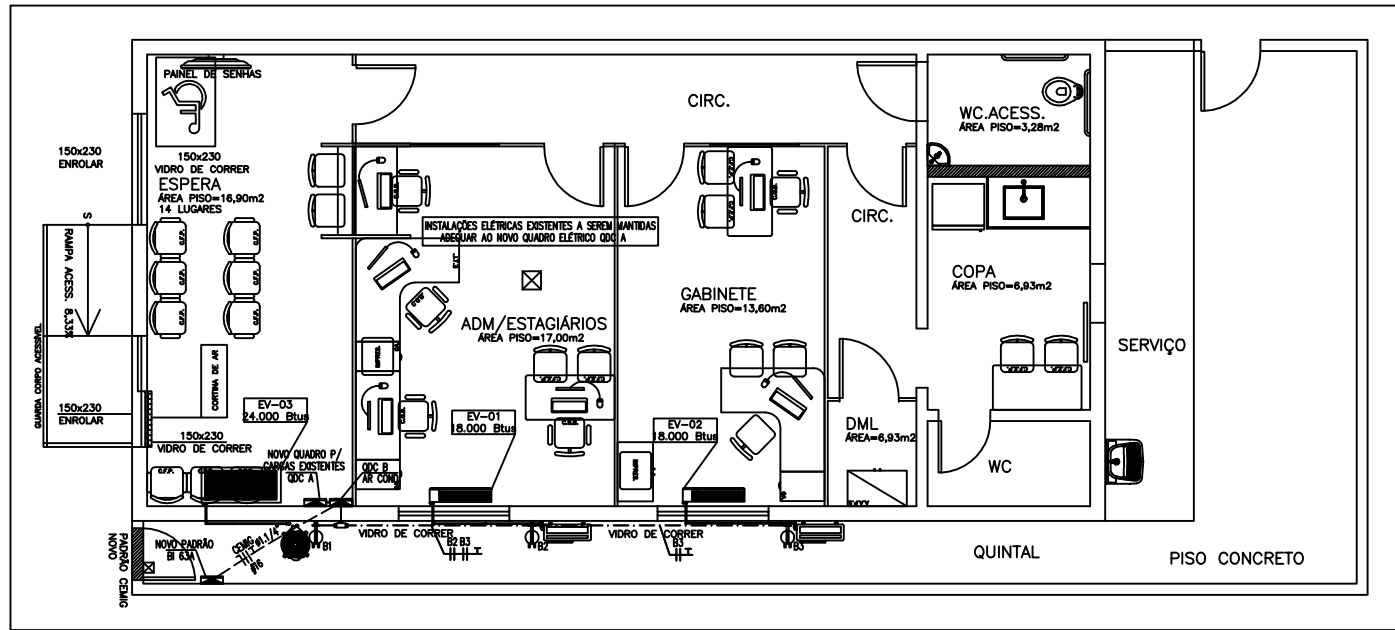 PAINEL DE SENHAS
150x230
ENROLAR
150x230
VIDRO DE CORRER
ESPERA
ÁREA PISO=16,90m2
14 LUGARES
S
RAMPA ACESS. 8,33%
GUARDA CORPO ACESSÍVEL
150x230
ENROLAR
CORTINA DE AR
150x230
VIDRO DE CORRER
EV-03
24.000 Btus
NOVO QUADRO P/
CARGAS EXISTENTES
QDC A
QDC B
AR COND
C.F.P.
C.F.P.
C.F.P.
C.F.P.
C.F.P.
C.F.P.
C.F.P.
CIRC.
INSTALAÇÕES ELÉTRICAS EXISTENTES A SEREM MANTIDAS
ADEQUAR AO NOVO QUADRO ELÉTRICO QDC A
ADM/ESTAGIÁRIOS
ÁREA PISO=17,00m2
IMPRES.
EV-01
18.000 Btus
GABINETE
ÁREA PISO=13,60m2
EV-02
18.000 Btus
IMPRES.
CIRC.
WC.ACESS.
ÁREA PISO=3,28m2
COPA
ÁREA PISO=6,93m2
DML
ÁREA=6,93m2
WC
SERVIÇO
QUINTAL
PISO CONCRETO
VIDRO DE CORRER
VIDRO DE CORRER
B1
B2 B3
B2
B3
B3
NOVO PADRÃO
BI 63A
CEMIG
ø1.1/4"
#16
PADRÃO CEMIG
NOVO